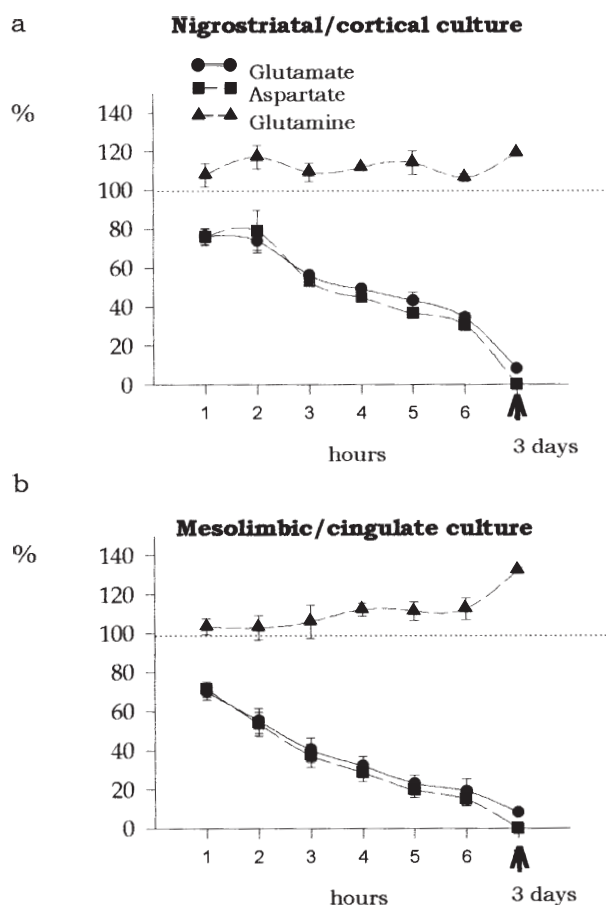 a
Nigrostriatal/cortical culture
Glutamate
Aspartate
Glutamine
%
140
120
100
80
60
40
20
0
1 2 3 4 5 6
hours
3 days
b
Mesolimbic/cingulate culture
%
140
120
100
80
60
40
20
0
1 2 3 4 5 6
hours
3 days